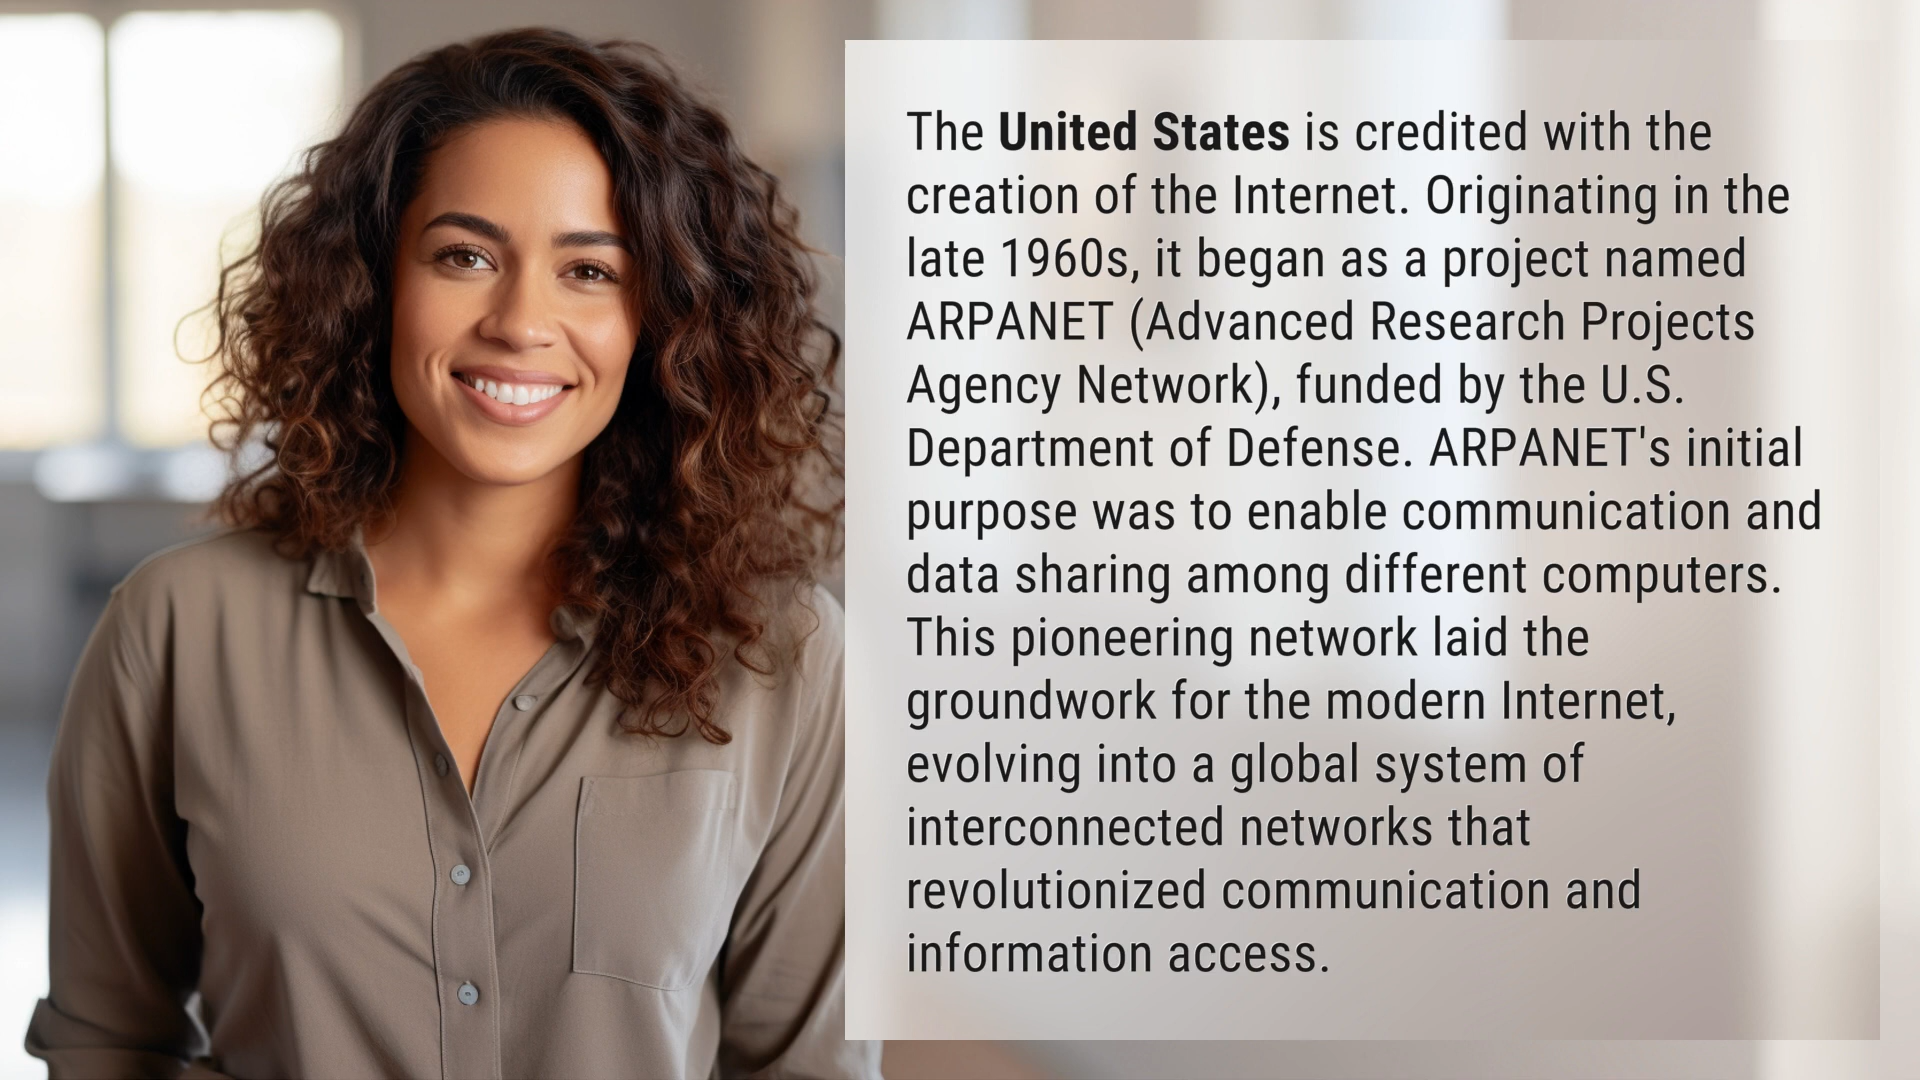 The United States is credited with the
creation of the Internet. Originating in the
late 1960s, it began as a project named
ARPANET (Advanced Research Projects
Agency Network), funded by the U.S.
Department of Defense. ARPANET's initial
purpose was to enable communication and
data sharing among different computers.
This pioneering network laid the
groundwork for the modern Internet,
evolving into a global system of
interconnected networks that
revolutionized communication and
information access.